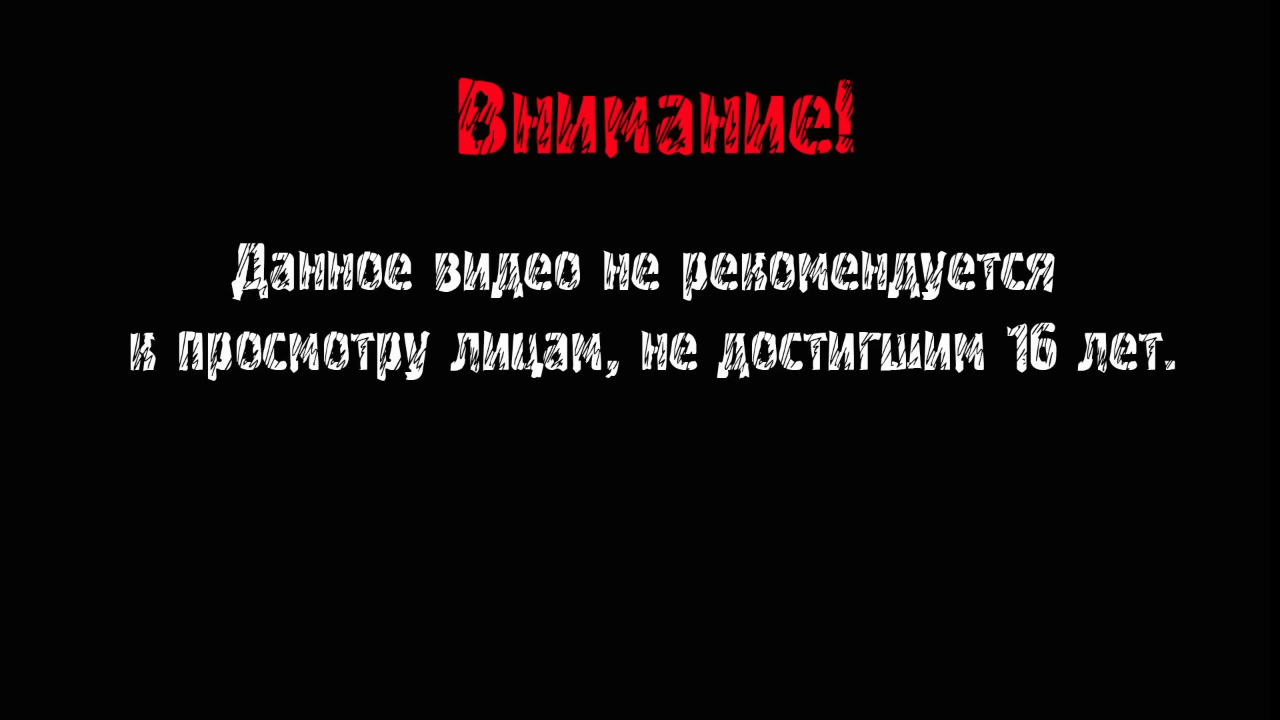 Внимание!
Данное видео не рекомендуется
к просмотру лицам, не достигшим 16 лет.